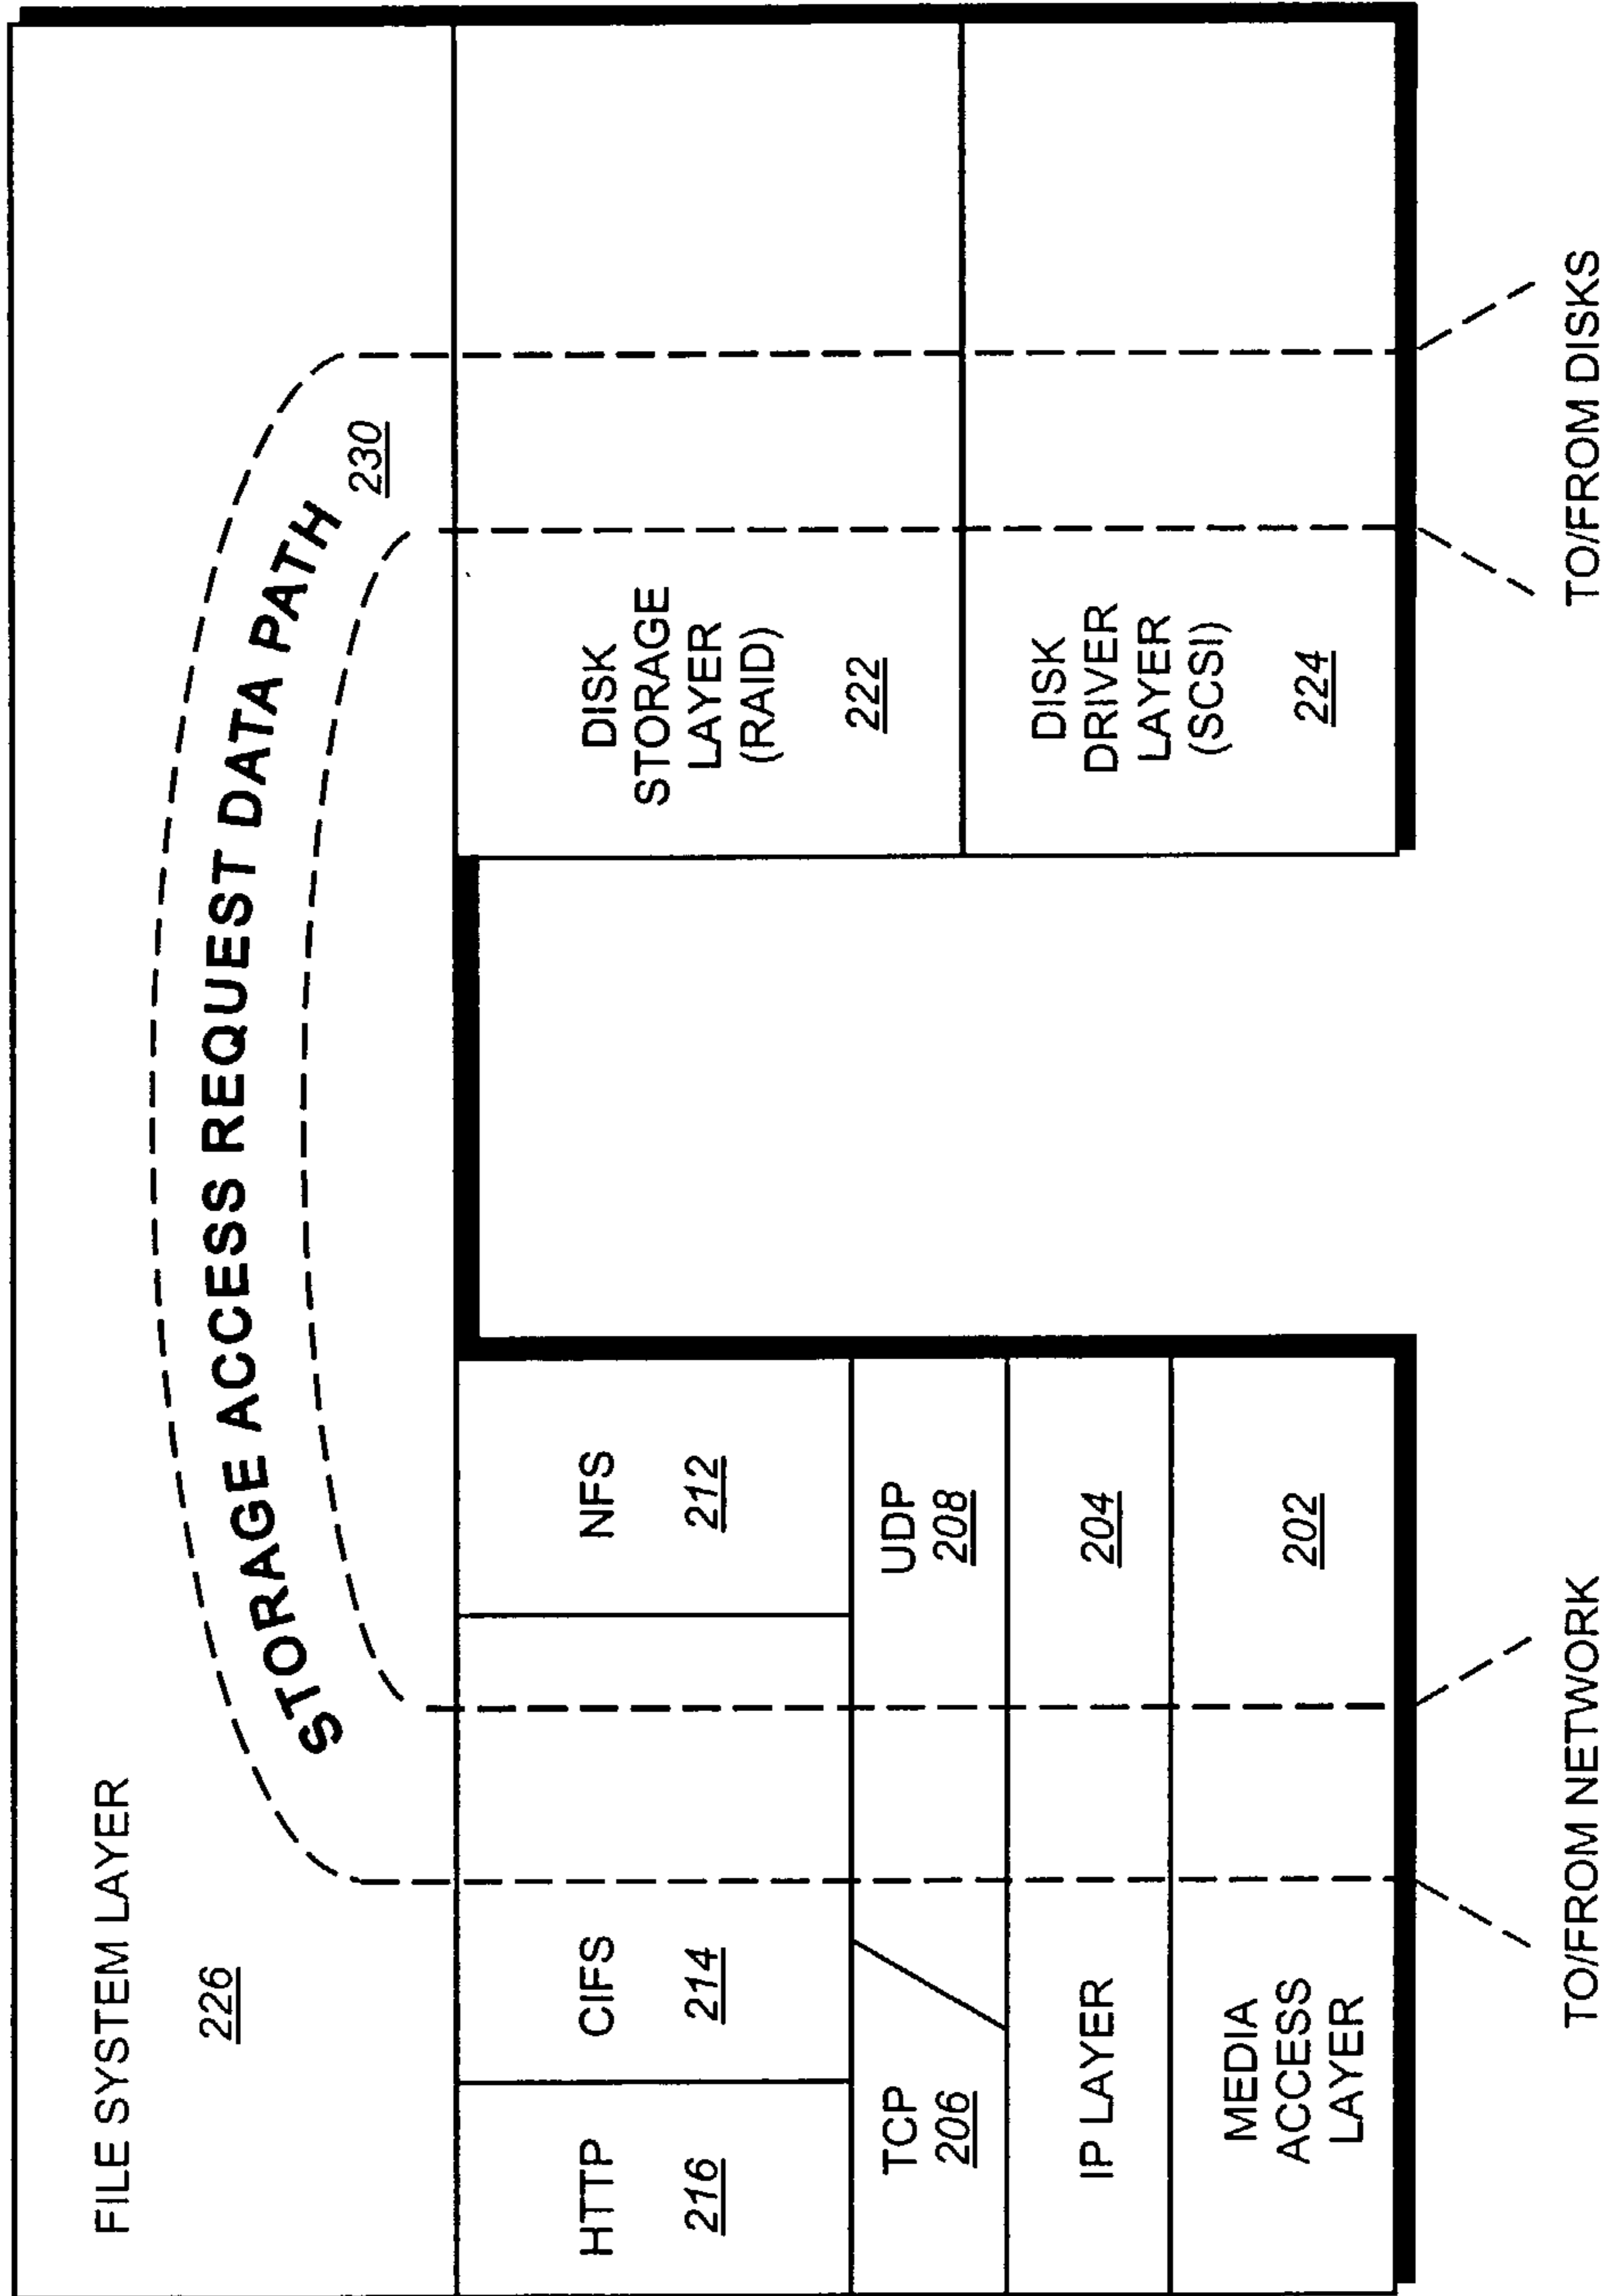 FILE SYSTEM LAYER
226
STORAGE ACCESS REQUEST DATA PATH
230
HTTP
216
CIFS
214
NFS
212
TCP
206
UDP
208
IP LAYER
204
MEDIA
ACCESS
LAYER
202
DISK
STORAGE
LAYER
(RAID)
222
DISK
DRIVER
LAYER
(SCSI)
224
TO/FROM NETWORK
TO/FROM DISKS